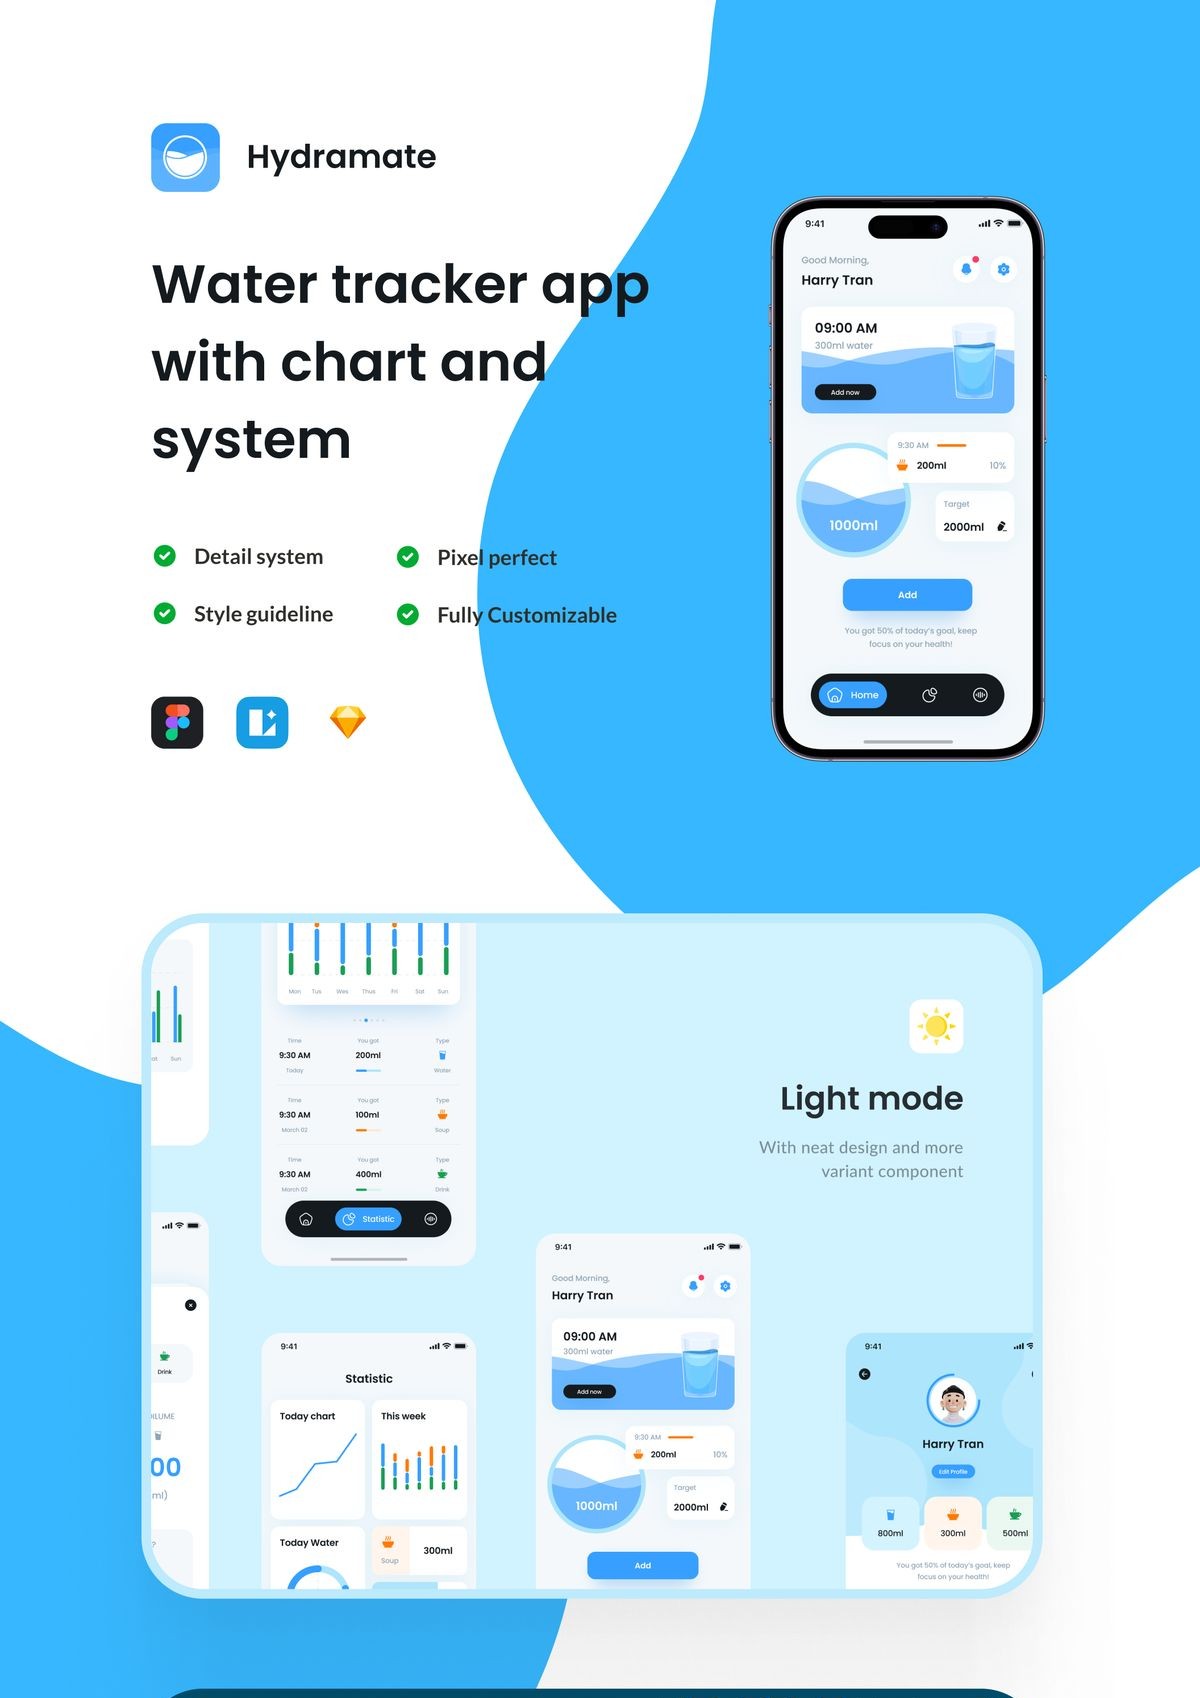 Hydramate
Water tracker app
with chart and
system
Detail system
Pixel perfect
Style guideline
Fully Customizable
9:41
Good Morning,
Harry Tran
09:00 AM
300ml water
Add now
9:30 AM
200ml 10%
1000ml
Target
2000ml
Add
You got 50% of today's goal, keep
focus on your health!
Home
Light mode
With neat design and more
variant component
at Sun
Drink
00
ml)
?
Mon Tus Wes Thus Fri Sat Sun
Time You got Type
9:30 AM 200ml
Today Water
Time You got Type
9:30 AM 100ml
March 02 Soup
Time You got Type
9:30 AM 400ml
March 02 Drink
Statistic
9:41
Statistic
Today chart
This week
Today Water
Soup
300ml
9:41
Good Morning,
Harry Tran
09:00 AM
300ml water
Add now
9:30 AM
200ml 10%
1000ml
Target
2000ml
Add
9:41
Harry Tran
Edit Profile
800ml 300ml 500ml
You got 50% of today's goal, keep
focus on your health!